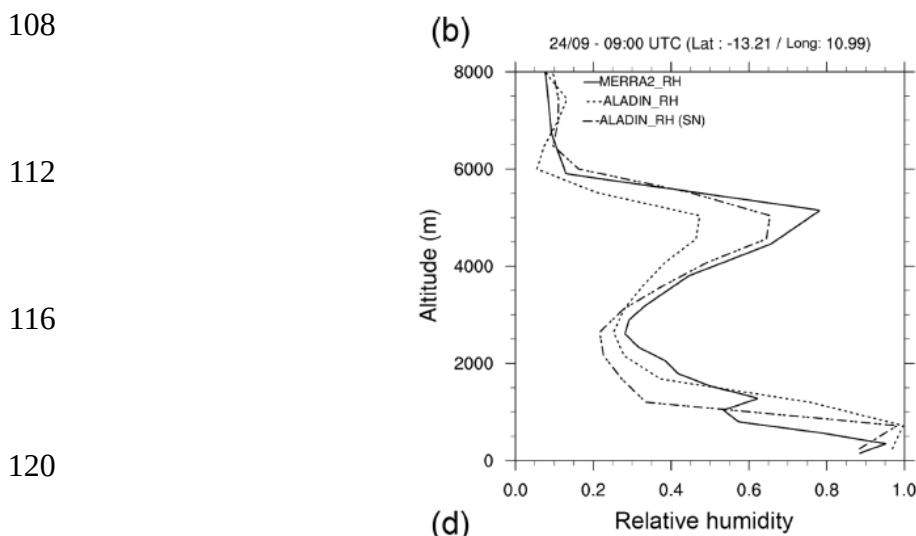 108
(b)
24/09 - 09:00 UTC (Lat : -13.21 / Long: 10.99)
8000
MERRA2_RH
ALADIN_RH
ALADIN_RH (SN)
112
6000
Altitude (m)
4000
116
2000
120
0
0.0 0.2 0.4 0.6 0.8 1.0
(d)
Relative humidity